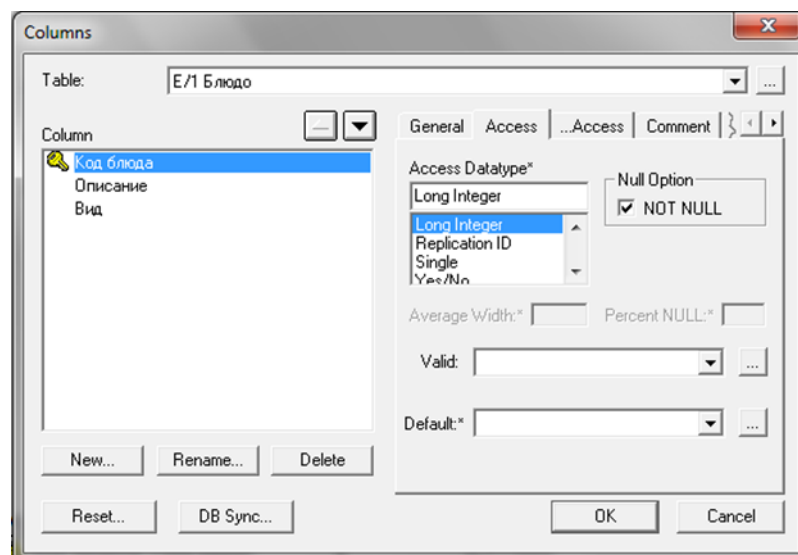 Columns
Table:
E/1 Блюдо
...
Column
Код блюда
Описание
Вид
New...
Rename...
Delete
Reset...
DB Sync...
General
Access
...Access
Comment
Access Datatype*
Long Integer
Long Integer
Replication ID
Single
Yes/No
Null Option
NOT NULL
Average Width:*
Percent NULL:*
Valid:
...
Default:*
...
OK
Cancel